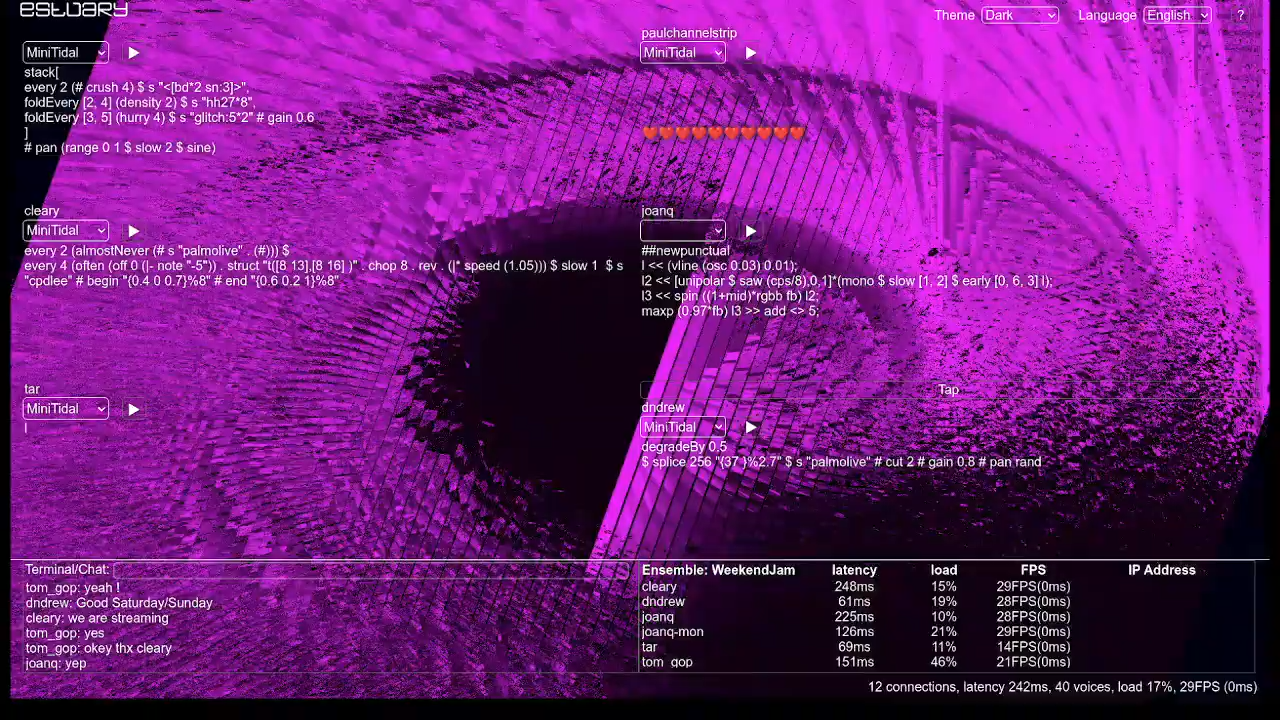 estuary
Theme Dark Language English ?
MiniTidal
stack[
every 2 (# crush 4) $ s "<[bd*2 sn:3]>",
foldEvery [2, 4] (density 2) $ s "hh27*8",
foldEvery [3, 5] (hurry 4) $ s "glitch:5*2" # gain 0.6
]
# pan (range 0 1 $ slow 2 $ sine)
paulchannelstrip
MiniTidal
❤️❤️❤️❤️❤️❤️❤️❤️❤️❤️
cleary
MiniTidal
every 2 (almostNever (# s "palmolive" . (#))) $
every 4 (often (off 0 (|- note "-5")) . struct "t([8 13],[8 16] )" . chop 8 . rev . (|* speed (1.05))) $ slow 1 $ s
"cpdlee" # begin "{0.4 0 0.7}%8" # end "{0.6 0.2 1}%8"
joanq
##newpunctual
l << (vline (osc 0.03) 0.01);
l2 << [unipolar $ saw (cps/8),0,1]*(mono $ slow [1, 2] $ early [0, 6, 3] l);
l3 << spin ((1+mid)*rgbb fb) l2;
maxp (0.97*fb) l3 >> add <> 5;
tar
MiniTidal
l
Tap
dndrew
MiniTidal
degradeBy 0.5
$ splice 256 "{37 }%2.7" $ s "palmolive" # cut 2 # gain 0.8 # pan rand
Terminal/Chat:
tom_gop: yeah !
dndrew: Good Saturday/Sunday
cleary: we are streaming
tom_gop: yes
tom_gop: okey thx cleary
joanq: yep
Ensemble: WeekendJam latency load FPS IP Address
cleary 248ms 15% 29FPS(0ms)
dndrew 61ms 19% 28FPS(0ms)
joanq 225ms 10% 28FPS(0ms)
joanq-mon 126ms 21% 29FPS(0ms)
tar 69ms 11% 14FPS(0ms)
tom_gop 151ms 46% 21FPS(0ms)
12 connections, latency 242ms, 40 voices, load 17%, 29FPS (0ms)